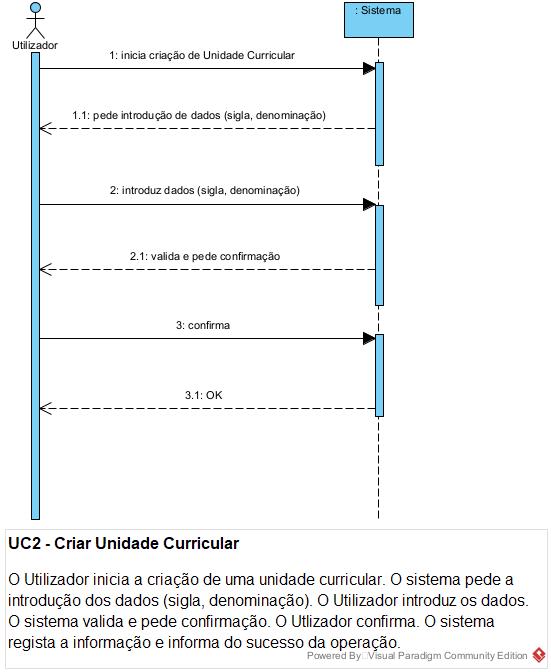 : Sistema
Utilizador
1: inicia criação de Unidade Curricular
1.1: pede introdução de dados (sigla, denominação)
2: introduz dados (sigla, denominação)
2.1: valida e pede confirmação
3: confirma
3.1: OK
UC2 - Criar Unidade Curricular
O Utilizador inicia a criação de uma unidade curricular. O sistema pede a
introdução dos dados (sigla, denominação). O Utilizador introduz os dados.
O sistema valida e pede confirmação. O Utlizador confirma. O sistema
regista a informação e informa do sucesso da operação.
Powered By Visual Paradigm Community Edition